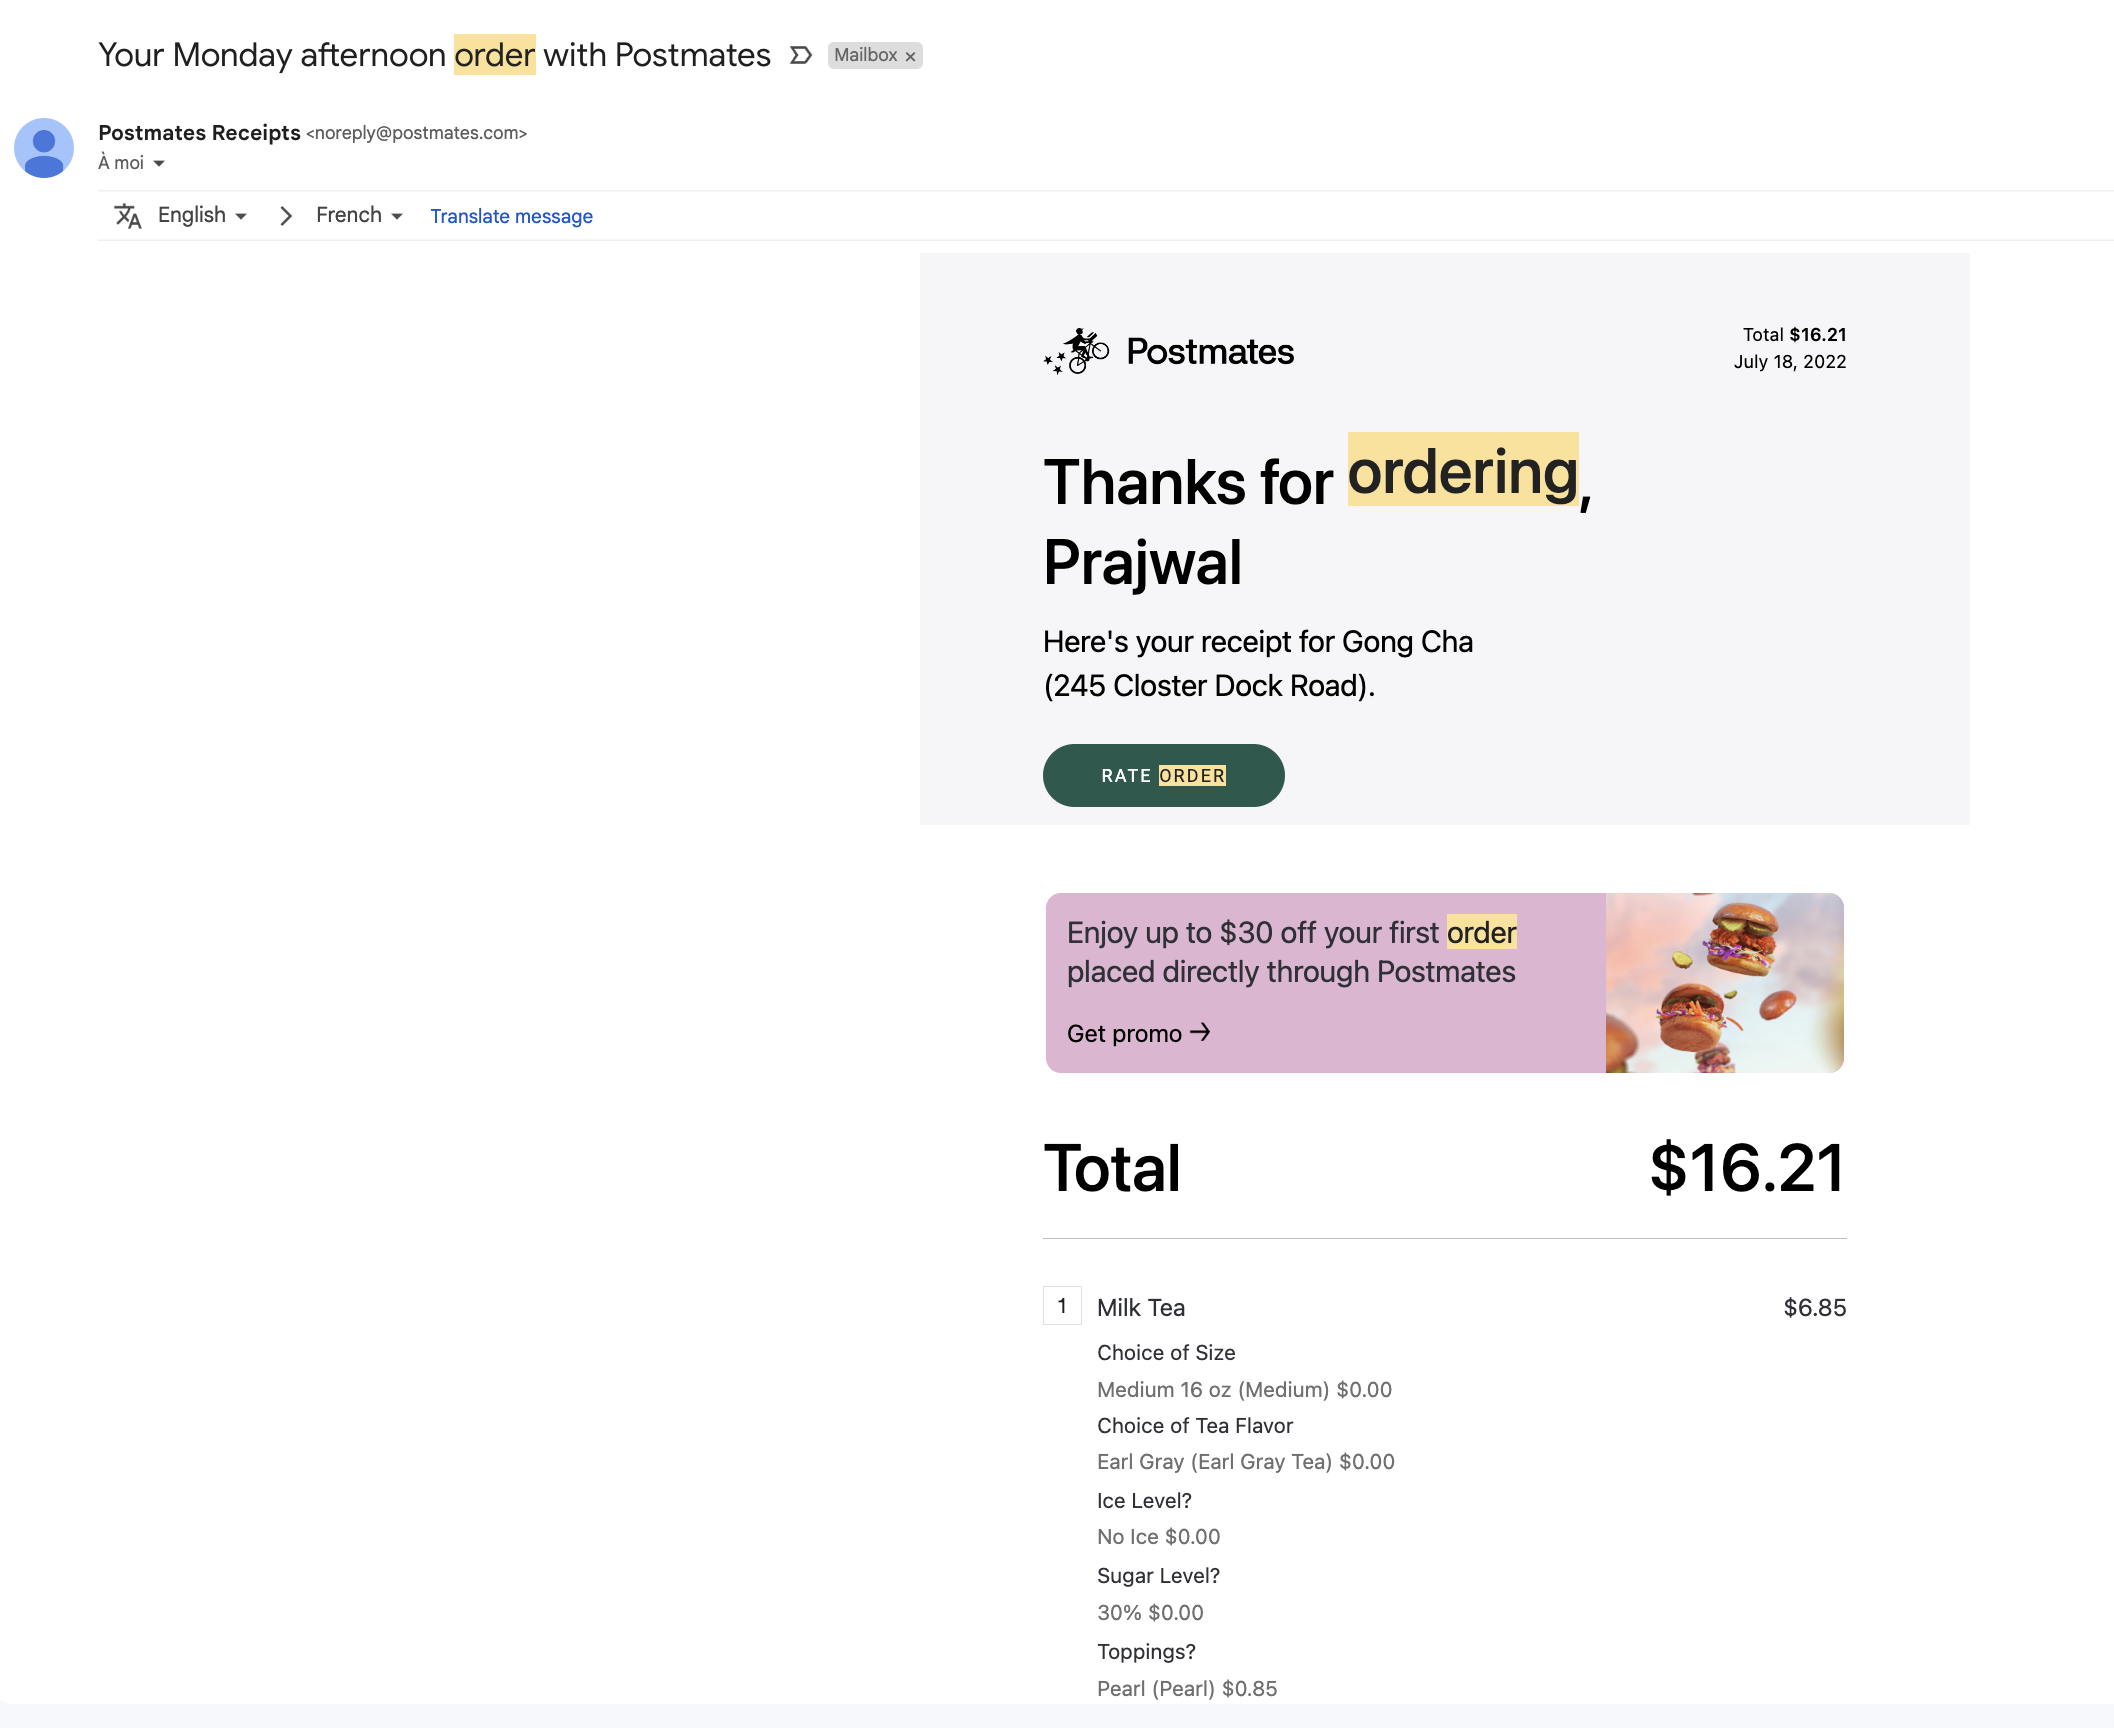 Your Monday afternoon order with Postmates Mailbox ×
Postmates Receipts <noreply@postmates.com>
À moi
English > French Translate message
Postmates
Total $16.21
July 18, 2022
Thanks for ordering,
Prajwal
Here's your receipt for Gong Cha
(245 Closter Dock Road).
RATE ORDER
Enjoy up to $30 off your first order
placed directly through Postmates
Get promo →
Total $16.21
1 Milk Tea $6.85
Choice of Size
Medium 16 oz (Medium) $0.00
Choice of Tea Flavor
Earl Gray (Earl Gray Tea) $0.00
Ice Level?
No Ice $0.00
Sugar Level?
30% $0.00
Toppings?
Pearl (Pearl) $0.85